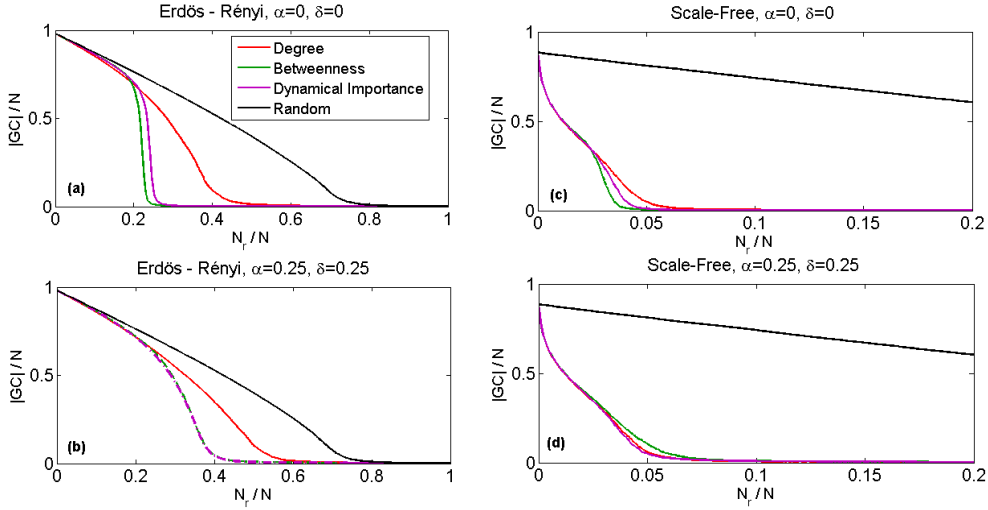 Erdös - Rényi, α=0, δ=0
1
0.5
0
|GC| / N
Degree
Betweenness
Dynamical Importance
Random
(a)
0 0.2 0.4 0.6 0.8 1
N_r / N
Scale-Free, α=0, δ=0
1
0.5
0
|GC| / N
(c)
0 0.05 0.1 0.15 0.2
N_r / N
Erdös - Rényi, α=0.25, δ=0.25
1
0.5
0
|GC| / N
(b)
0 0.2 0.4 0.6 0.8 1
N_r / N
Scale-Free, α=0.25, δ=0.25
1
0.5
0
|GC| / N
(d)
0 0.05 0.1 0.15 0.2
N_r / N